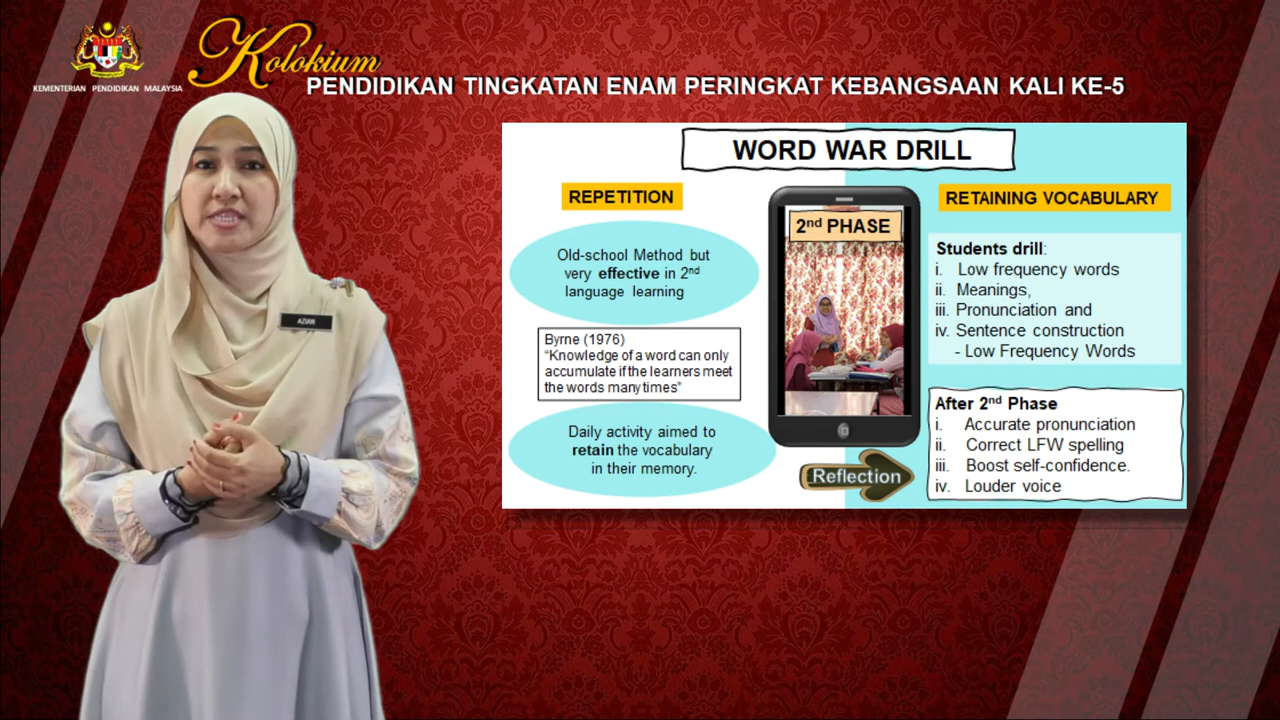 Kolokium
KEMENTERIAN PENDIDIKAN MALAYSIA
PENDIDIKAN TINGKATAN ENAM PERINGKAT KEBANGSAAN KALI KE-5
AZIAN
WORD WAR DRILL
REPETITION
Old-school Method but
very effective in 2nd
language learning
Byrne (1976)
“Knowledge of a word can only
accumulate if the learners meet
the words many times”
Daily activity aimed to
retain the vocabulary
in their memory.
2nd PHASE
Reflection
RETAINING VOCABULARY
Students drill:
i. Low frequency words
ii. Meanings,
iii. Pronunciation and
iv. Sentence construction
- Low Frequency Words
After 2nd Phase
i. Accurate pronunciation
ii. Correct LFW spelling
iii. Boost self-confidence.
iv. Louder voice